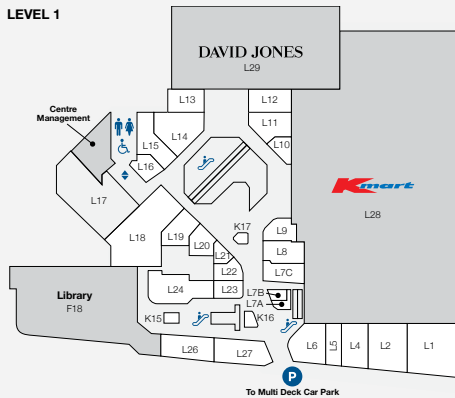 LEVEL 1
DAVID JONES
L29
Centre
Management
L13
L12
L14
L11
L15
L10
L16
L17
Kmart
L28
L18
L19
K17
L9
L20
L8
L21
L22
L7C
Library
F18
L24
L23
L7B
L7A
K15
K16
L26
L27
L6
L5
L4
L2
L1
P
To Multi Deck Car Park